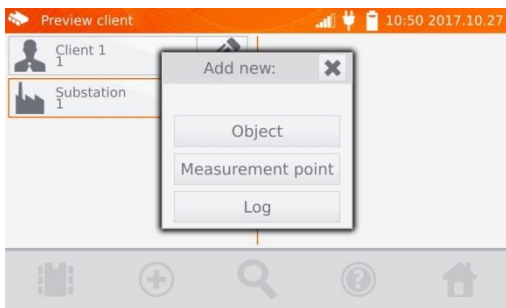 Preview client
10:50 2017.10.27
Client 1
1
Substation
1
Add new:
Object
Measurement point
Log